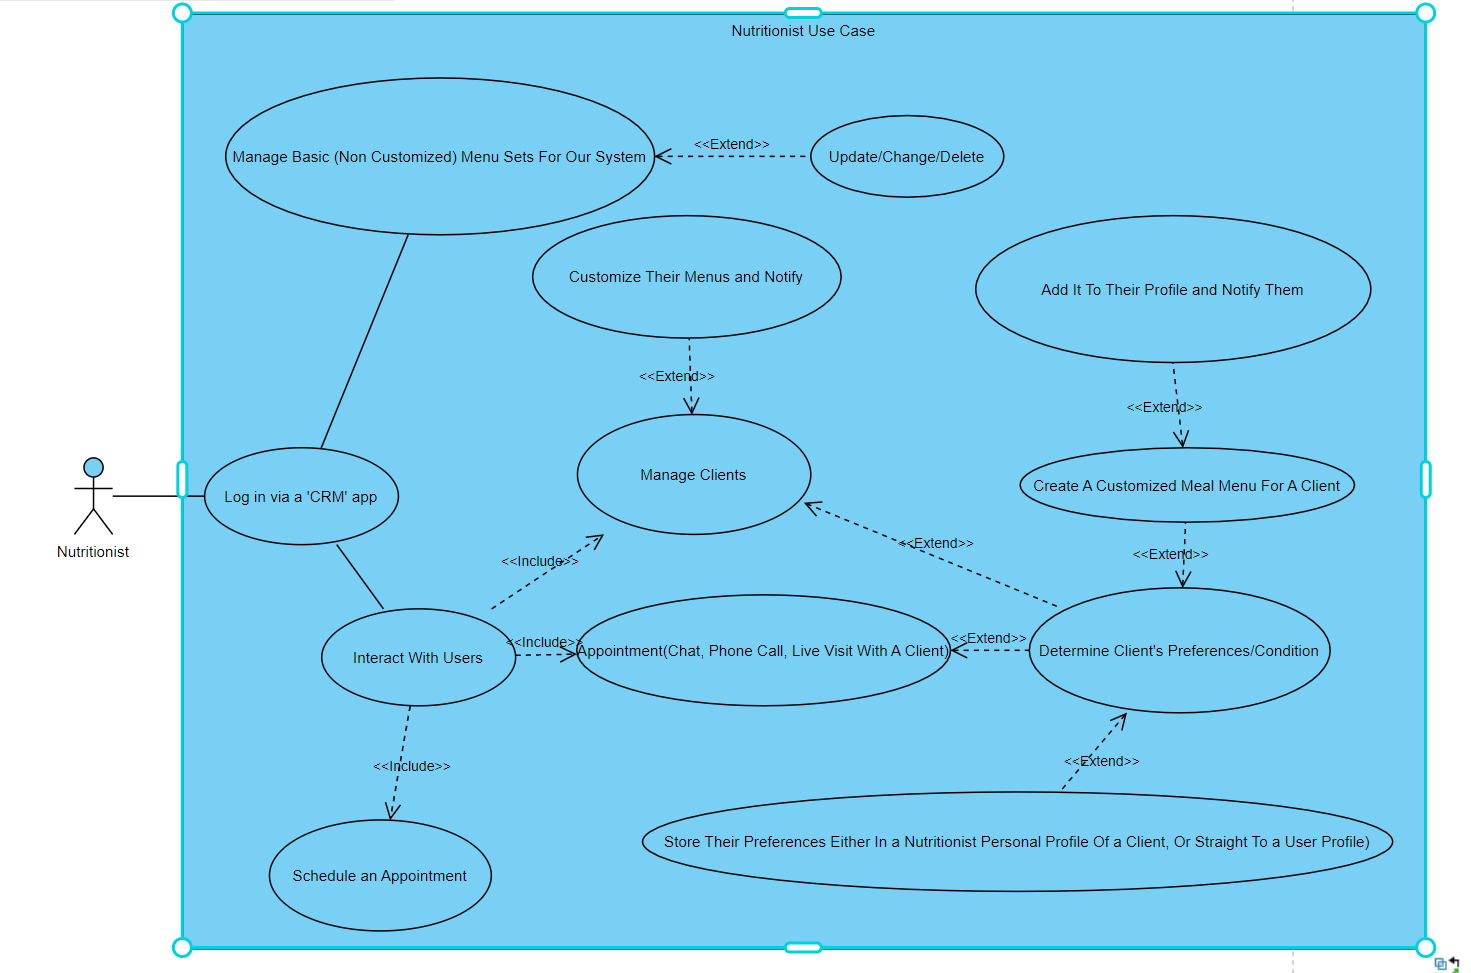 Nutritionist Use Case
Manage Basic (Non Customized) Menu Sets For Our System
<<Extend>>
Update/Change/Delete
Customize Their Menus and Notify
Add It To Their Profile and Notify Them
<<Extend>>
<<Extend>>
Manage Clients
Create A Customized Meal Menu For A Client
Log in via a 'CRM' app
Nutritionist
<<Include>>
<<Extend>>
<<Extend>>
Interact With Users
<<Include>>
Appointment(Chat, Phone Call, Live Visit With A Client)
<<Extend>>
Determine Client's Preferences/Condition
<<Include>>
<<Extend>>
Store Their Preferences Either In a Nutritionist Personal Profile Of a Client, Or Straight To a User Profile)
Schedule an Appointment